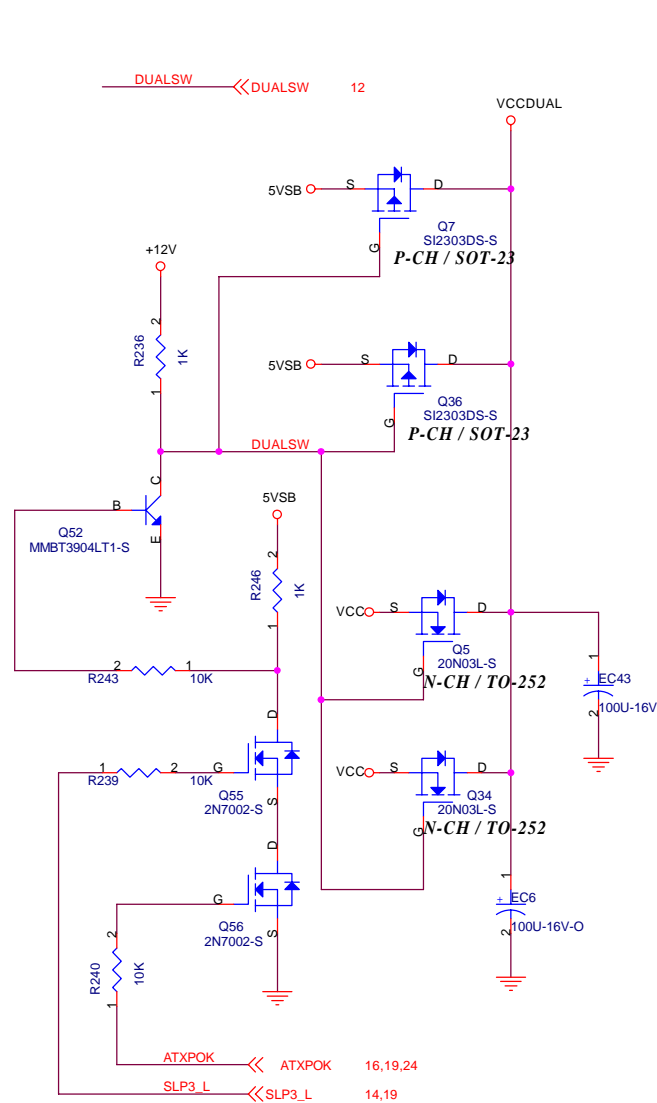 DUALSW
DUALSW 12
VCCDUAL
5VSB S D
G
Q7
SI2303DS-S
P-CH / SOT-23
+12V
2
R236 1K
1
5VSB S D
G
Q36
SI2303DS-S
P-CH / SOT-23
DUALSW
C
B
E
Q52
MMBT3904LT1-S
5VSB
2
R246 1K
1
VCC S D
G
Q5
20N03L-S
N-CH / TO-252
1
+ EC43
100U-16V
2
2 1
R243 10K
D
1 2 G
R239 10K
S
Q55
2N7002-S
VCC S D
G
Q34
20N03L-S
N-CH / TO-252
D
G
S
Q56
2N7002-S
1
+ EC6
100U-16V-O
2
2
R240 10K
1
ATXPOK ATXPOK 16,19,24
SLP3_L SLP3_L 14,19